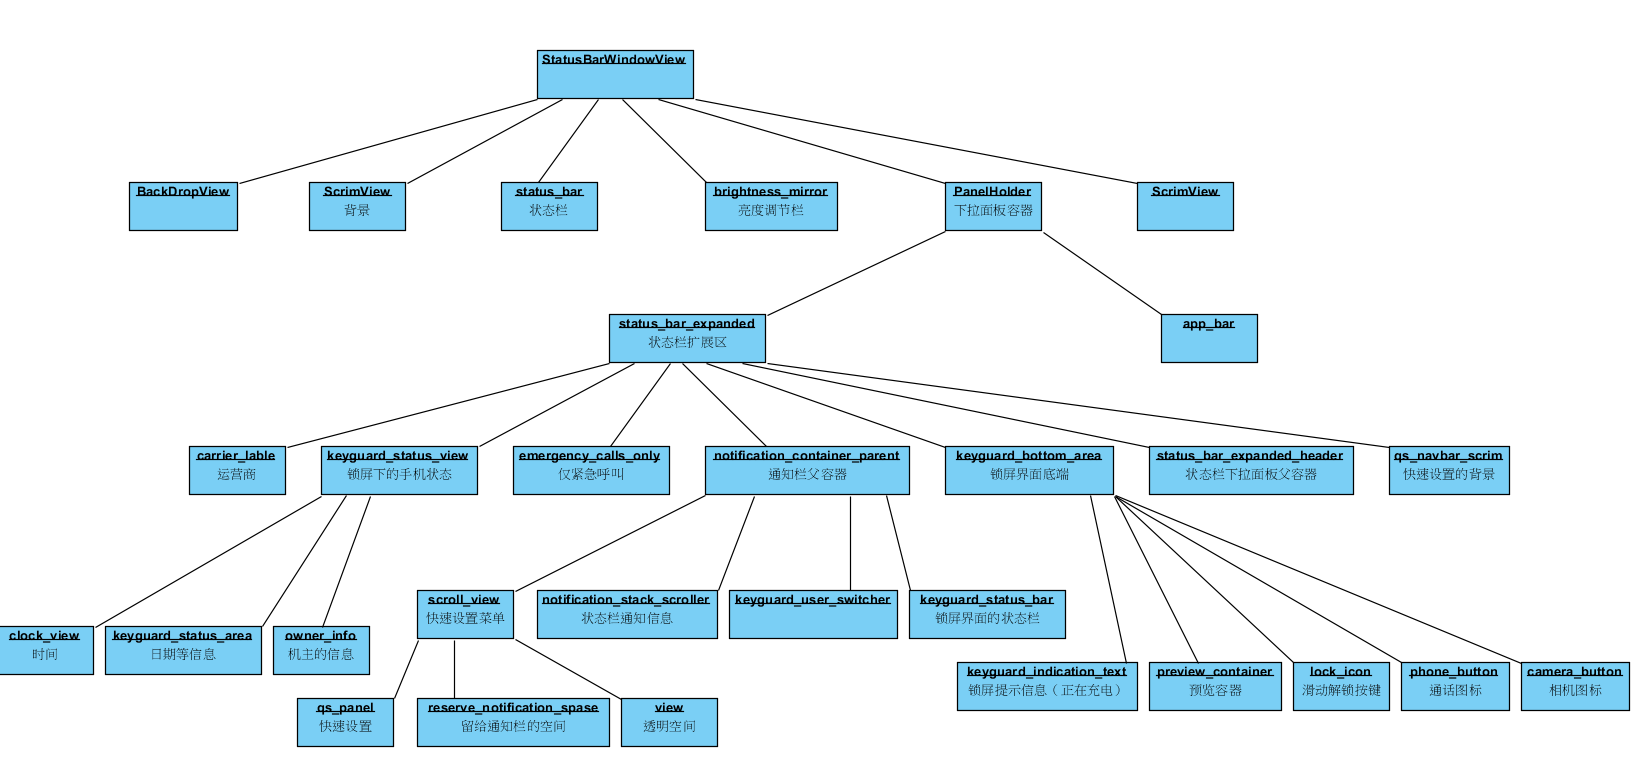 StatusBarWindowView
BackDropView
ScrimView
背景
status_bar
状态栏
brightness_mirror
亮度调节栏
PanelHolder
下拉面板容器
ScrimView
status_bar_expanded
状态栏扩展区
app_bar
carrier_lable
运营商
keyguard_status_view
锁屏下的手机状态
emergency_calls_only
仅紧急呼叫
notification_container_parent
通知栏父容器
keyguard_bottom_area
锁屏界面底端
status_bar_expanded_header
状态栏下拉面板父容器
qs_navbar_scrim
快速设置的背景
scroll_view
快速设置菜单
notification_stack_scroller
状态栏通知信息
keyguard_user_switcher
keyguard_status_bar
锁屏界面的状态栏
clock_view
时间
keyguard_status_area
日期等信息
owner_info
机主的信息
keyguard_indication_text
锁屏提示信息（正在充电）
preview_container
预览容器
lock_icon
滑动解锁按键
phone_button
通话图标
camera_button
相机图标
qs_panel
快速设置
reserve_notification_spase
留给通知栏的空间
view
透明空间